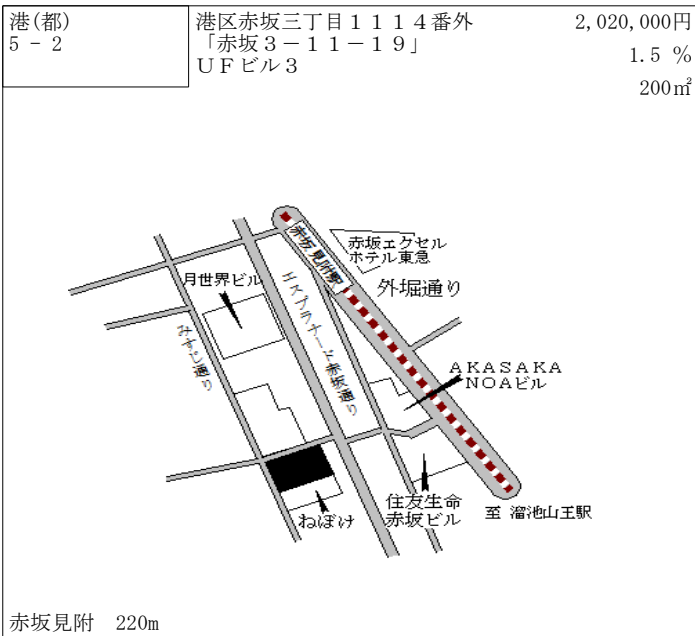 港(都)
5－2
港区赤坂三丁目１１１４番外
「赤坂３－１１－１９」
ＵＦビル３
2,020,000円
1.5 %
200㎡
赤坂見附駅
赤坂エクセル
ホテル東急
外堀通り
月世界ビル
みすじ通り
エスプラナード赤坂通り
ＡＫＡＳＡＫＡ
ＮＯＡビル
住友生命
赤坂ビル
至 溜池山王駅
ねぼけ
赤坂見附　220m